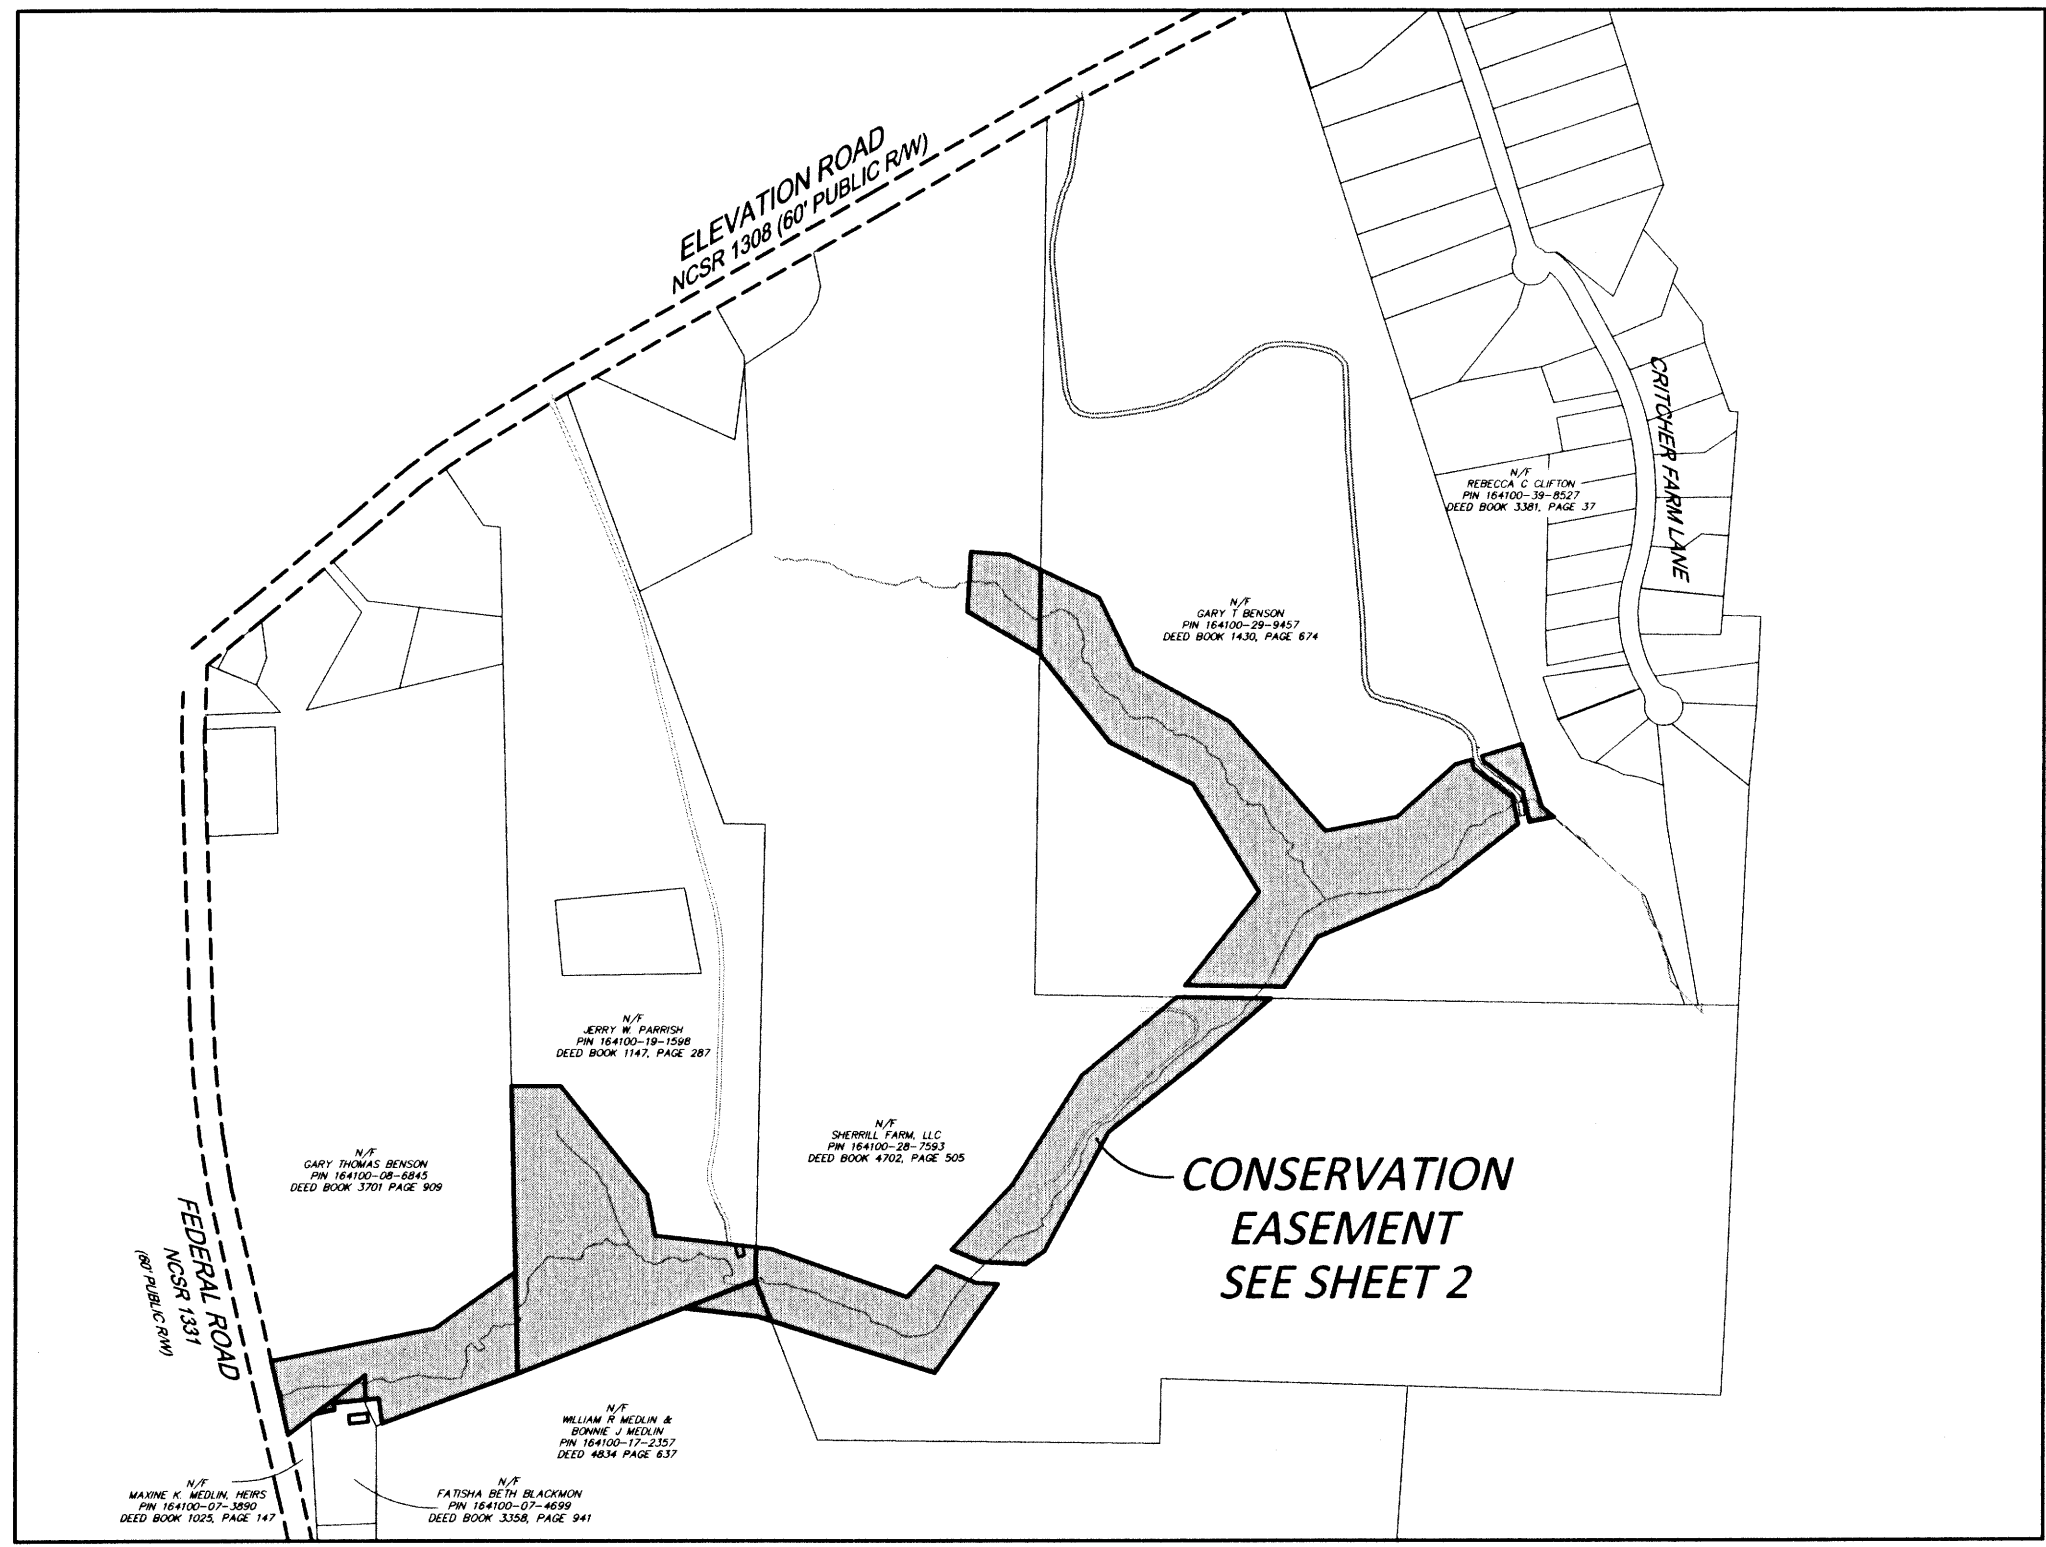 ELEVATION ROAD
NCSR 1308 (60' PUBLIC R/W)
CRITCHER FARM LANE
N/F
REBECCA C CLIFTON
PIN 164100-39-8527
DEED BOOK 3381, PAGE 37
N/F
GARY T BENSON
PIN 164100-29-9457
DEED BOOK 1430, PAGE 674
N/F
JERRY W. PARRISH
PIN 164100-19-1598
DEED BOOK 1147, PAGE 287
N/F
SHERRILL FARM, LLC
PIN 164100-28-7593
DEED BOOK 4702, PAGE 505
N/F
GARY THOMAS BENSON
PIN 164100-08-6845
DEED BOOK 3701 PAGE 909
CONSERVATION
EASEMENT
SEE SHEET 2
FEDERAL ROAD
NCSR 1331
(60' PUBLIC R/W)
N/F
WILLIAM R MEDLIN &
BONNIE J MEDLIN
PIN 164100-17-2357
DEED 4834 PAGE 637
N/F
MAXINE K. MEDLIN, HEIRS
PIN 164100-07-3890
DEED BOOK 1025, PAGE 147
N/F
FATISHA BETH BLACKMON
PIN 164100-07-4699
DEED BOOK 3358, PAGE 941